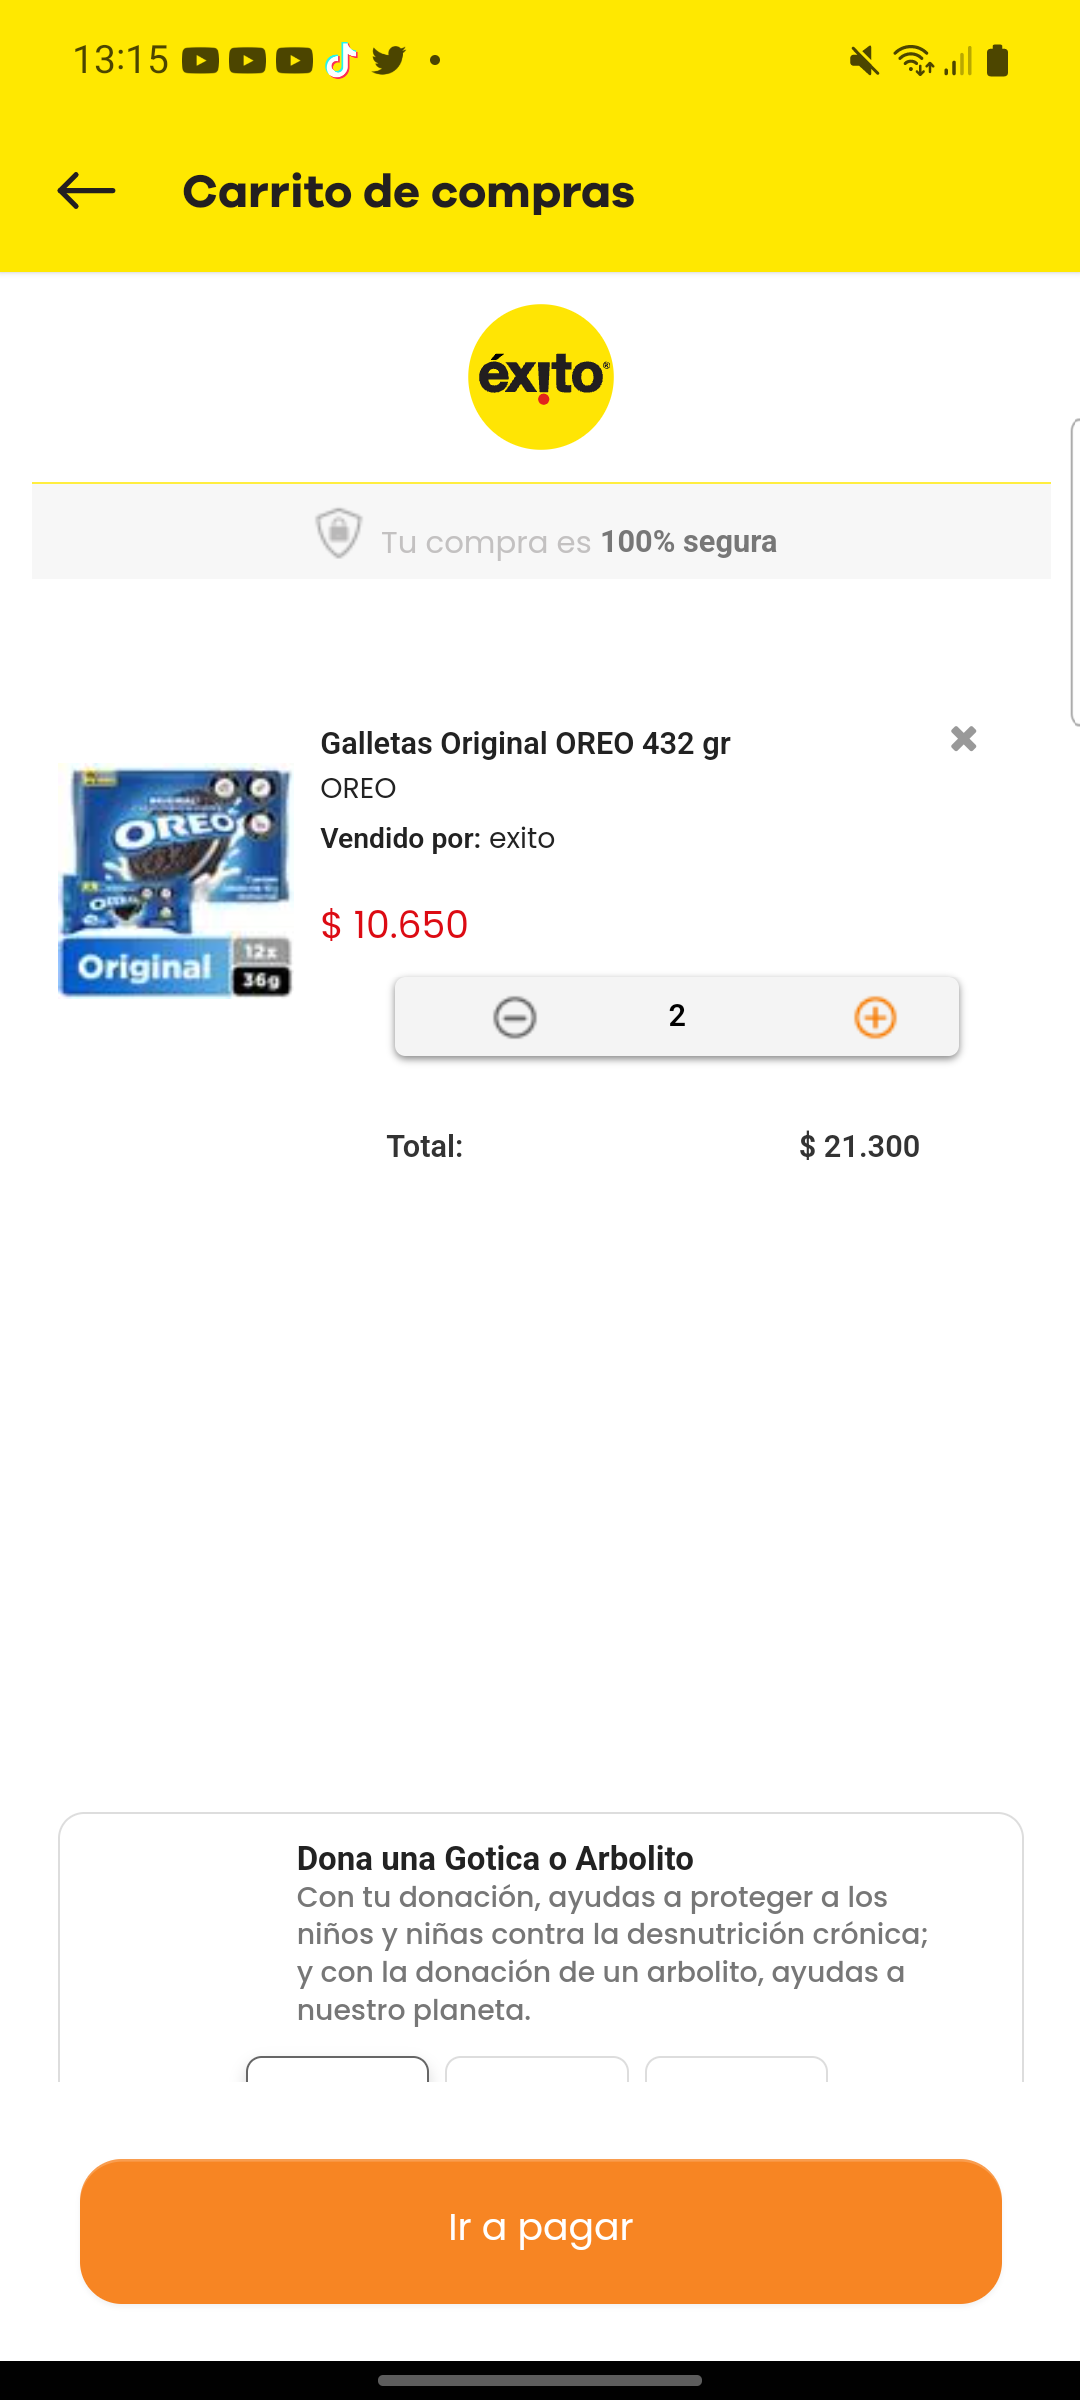 13:15
Carrito de compras
éxito®
Tu compra es 100% segura
Galletas Original OREO 432 gr
OREO
Vendido por: exito
OREO
OREO
Original
12x
36g
$ 10.650
2
Total: $ 21.300
Dona una Gotica o Arbolito
Con tu donación, ayudas a proteger a los
niños y niñas contra la desnutrición crónica;
y con la donación de un arbolito, ayudas a
nuestro planeta.
Ir a pagar